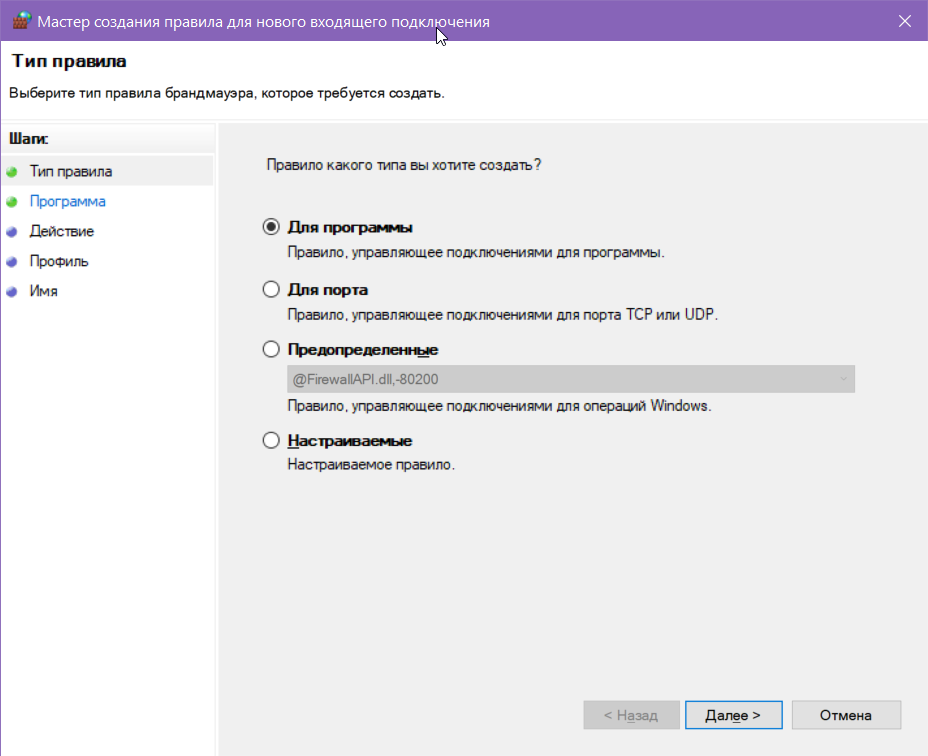 Мастер создания правила для нового входящего подключения
Тип правила
Выберите тип правила брандмауэра, которое требуется создать.
Шаги:
Тип правила
Программа
Действие
Профиль
Имя
Правило какого типа вы хотите создать?
Для программы
Правило, управляющее подключениями для программы.
Для порта
Правило, управляющее подключениями для порта TCP или UDP.
Предопределенные
@FirewallAPI.dll,-80200
Правило, управляющее подключениями для операций Windows.
Настраиваемые
Настраиваемое правило.
< Назад
Далее >
Отмена